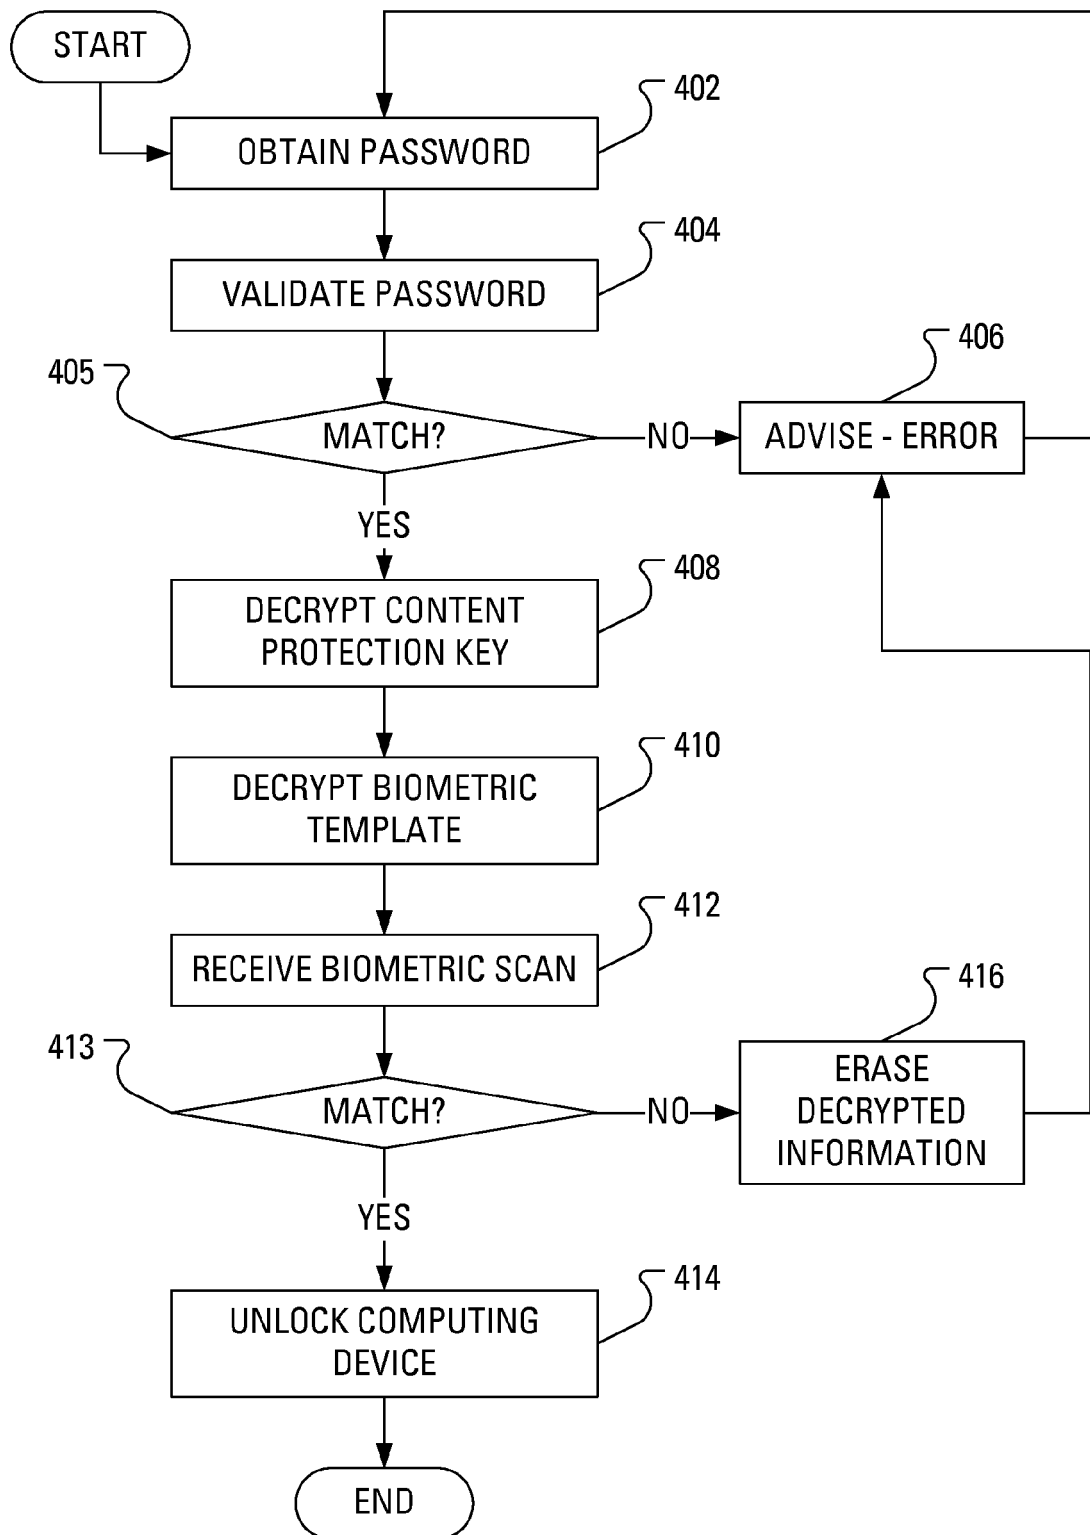 START
402
OBTAIN PASSWORD
404
VALIDATE PASSWORD
405
MATCH?
NO
406
ADVISE - ERROR
YES
408
DECRYPT CONTENT
PROTECTION KEY
410
DECRYPT BIOMETRIC
TEMPLATE
412
RECEIVE BIOMETRIC SCAN
413
MATCH?
NO
416
ERASE
DECRYPTED
INFORMATION
YES
414
UNLOCK COMPUTING
DEVICE
END